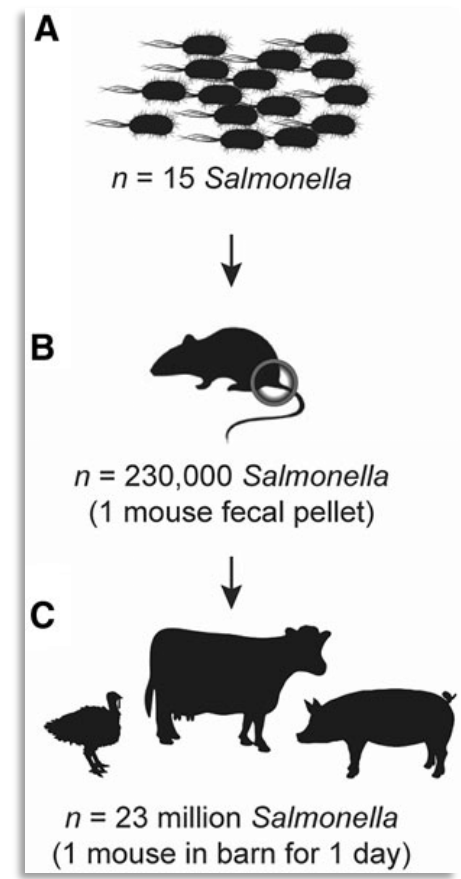 A
n = 15 Salmonella
B
n = 230,000 Salmonella
(1 mouse fecal pellet)
C
n = 23 million Salmonella
(1 mouse in barn for 1 day)